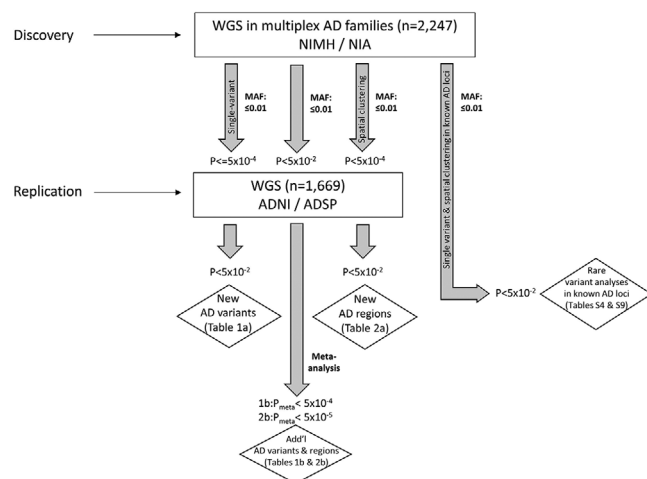 Discovery
WGS in multiplex AD families (n=2,247)
NIMH / NIA
Single-variant
MAF:
≤0.01
MAF:
≤0.01
Spatial clustering
MAF:
≤0.01
Single variant & spatial clustering in known AD loci
MAF:
≤0.01
P<=5x10⁻⁴
P<5x10⁻²
P<5x10⁻⁴
Replication
WGS (n=1,669)
ADNI / ADSP
P<5x10⁻²
P<5x10⁻²
P<5x10⁻²
New
AD variants
(Table 1a)
New
AD regions
(Table 2a)
Rare
variant analyses
in known AD loci
(Tables S4 & S9)
Meta-
analysis
1b:Pmeta< 5x10⁻⁴
2b:Pmeta< 5x10⁻⁵
Add'l
AD variants & regions
(Tables 1b & 2b)